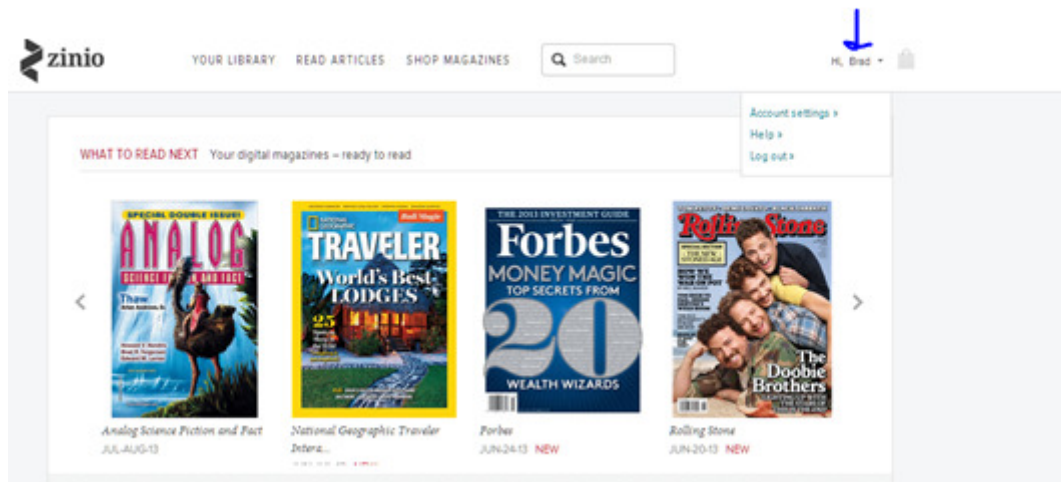 zinio
YOUR LIBRARY READ ARTICLES SHOP MAGAZINES Search Hi, Brad
Account settings »
Help »
Log out »
WHAT TO READ NEXT Your digital magazines – ready to read
SPECIAL DOUBLE ISSUE!
ANALOG
SCIENCE FICTION AND FACT
Thaw
NATIONAL
GEOGRAPHIC
TRAVELER
World's Best
LODGES
25
THE 2013 INVESTMENT GUIDE
Forbes
MONEY MAGIC
TOP SECRETS FROM
20
WEALTH WIZARDS
Rolling Stone
The
Doobie
Brothers
Analog Science Fiction and Fact
JUL-AUG-13
National Geographic Traveler
Intera...
Forbes
JUN-24-13 NEW
Rolling Stone
JUN-20-13 NEW